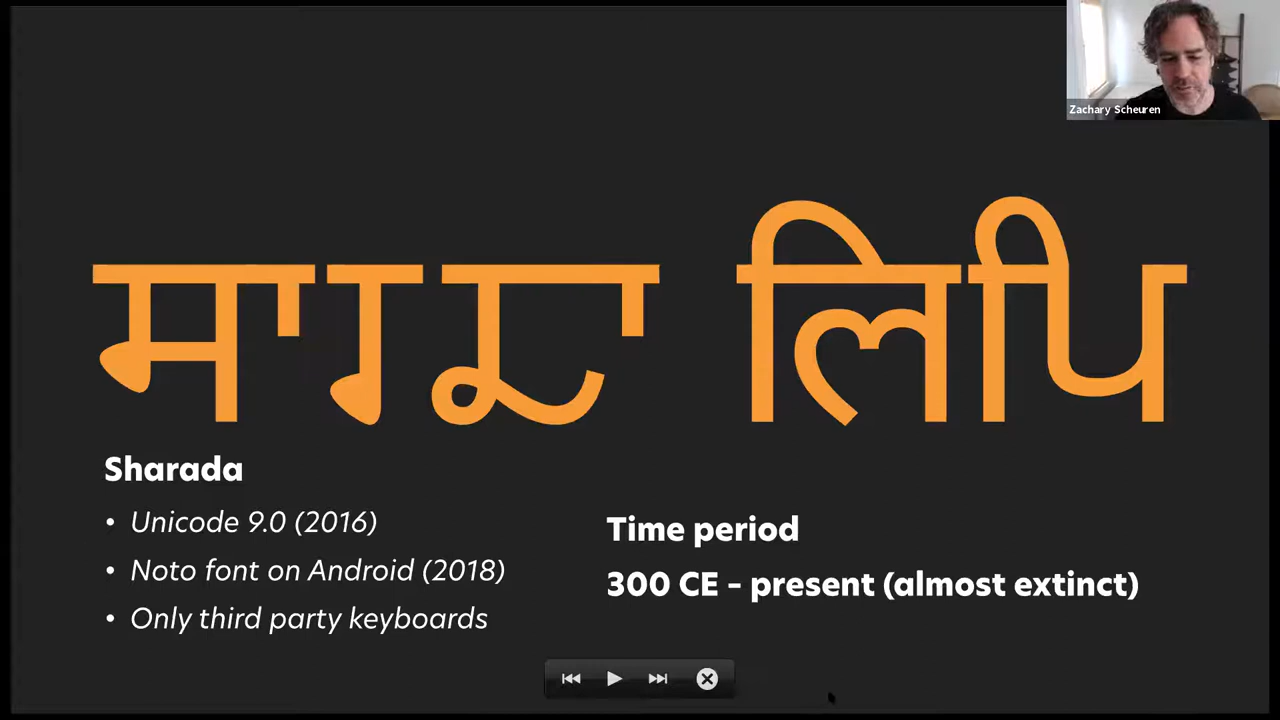 Zachary Scheuren
𑆯𑆳𑆫𑆢𑆳 𑆬𑆴𑆥𑆴
Sharada
• Unicode 9.0 (2016)
• Noto font on Android (2018)
• Only third party keyboards
Time period
300 CE – present (almost extinct)